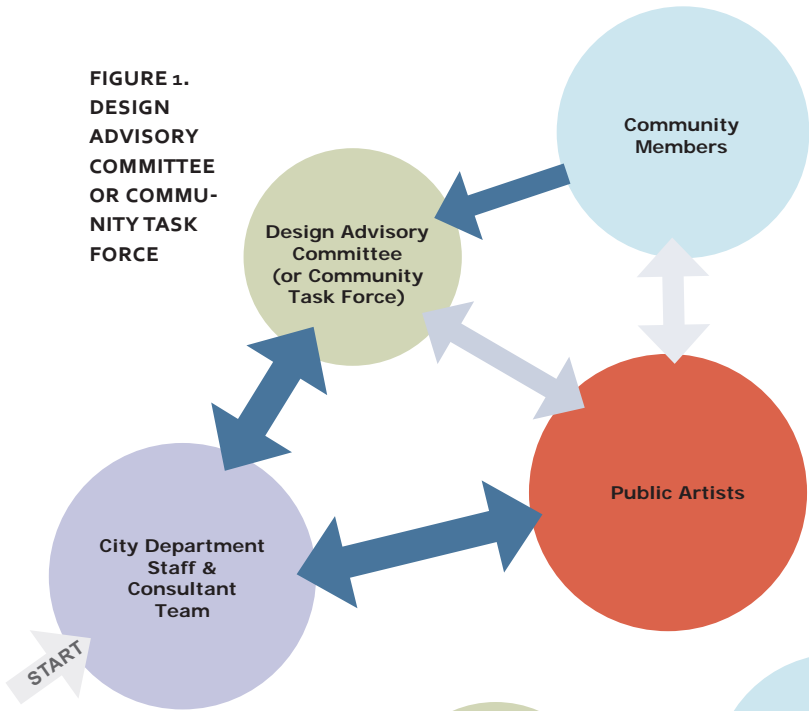 FIGURE 1.
DESIGN
ADVISORY
COMMITTEE
OR COMMU-
NITY TASK
FORCE
Community
Members
Design Advisory
Committee
(or Community
Task Force)
Public Artists
City Department
Staff &
Consultant
Team
START